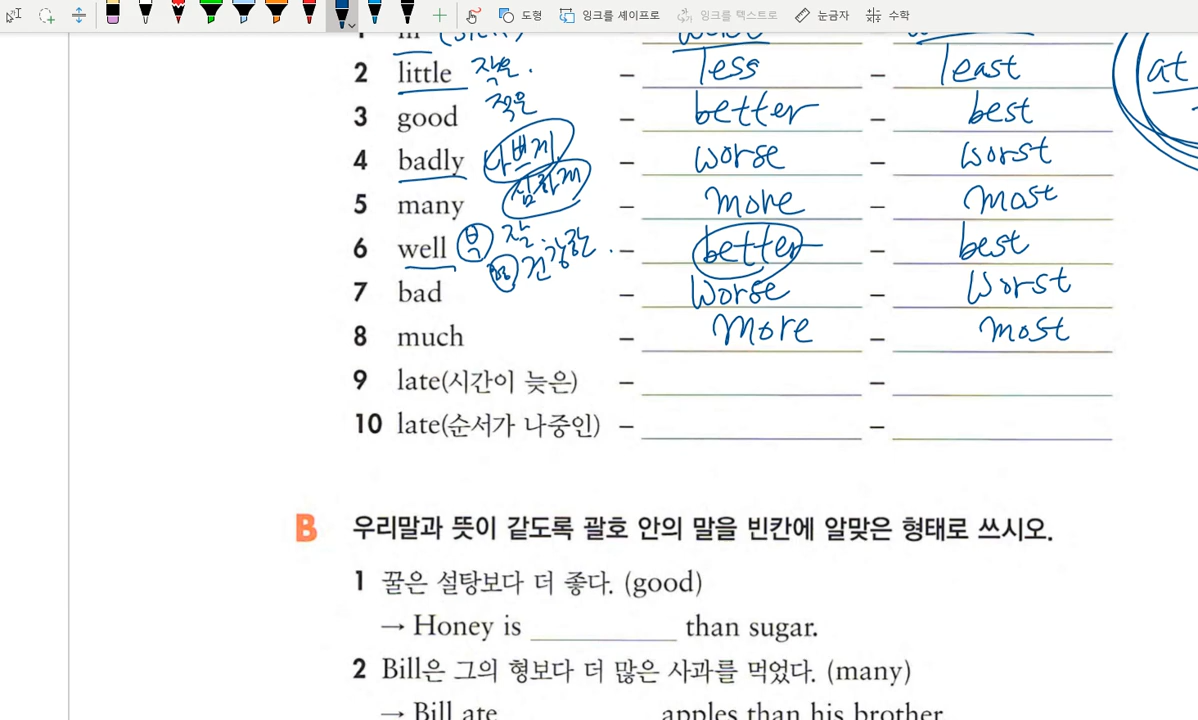 도형 잉크를 셰이프로 잉크를 텍스트로 눈금자 수학
2 little 작은. - less - least
적은
at
3 good - better - best
4 badly 나쁘게 - worse - worst
심하게
5 many - more - most
6 well 부 잘 - better - best
형 건강한.
7 bad - worse - worst
8 much - more - most
9 late(시간이 늦은) - -
10 late(순서가 나중인) - -
B 우리말과 뜻이 같도록 괄호 안의 말을 빈칸에 알맞은 형태로 쓰시오.
1 꿀은 설탕보다 더 좋다. (good)
→ Honey is __________ than sugar.
2 Bill은 그의 형보다 더 많은 사과를 먹었다. (many)
→ Bill ate apples than his brother